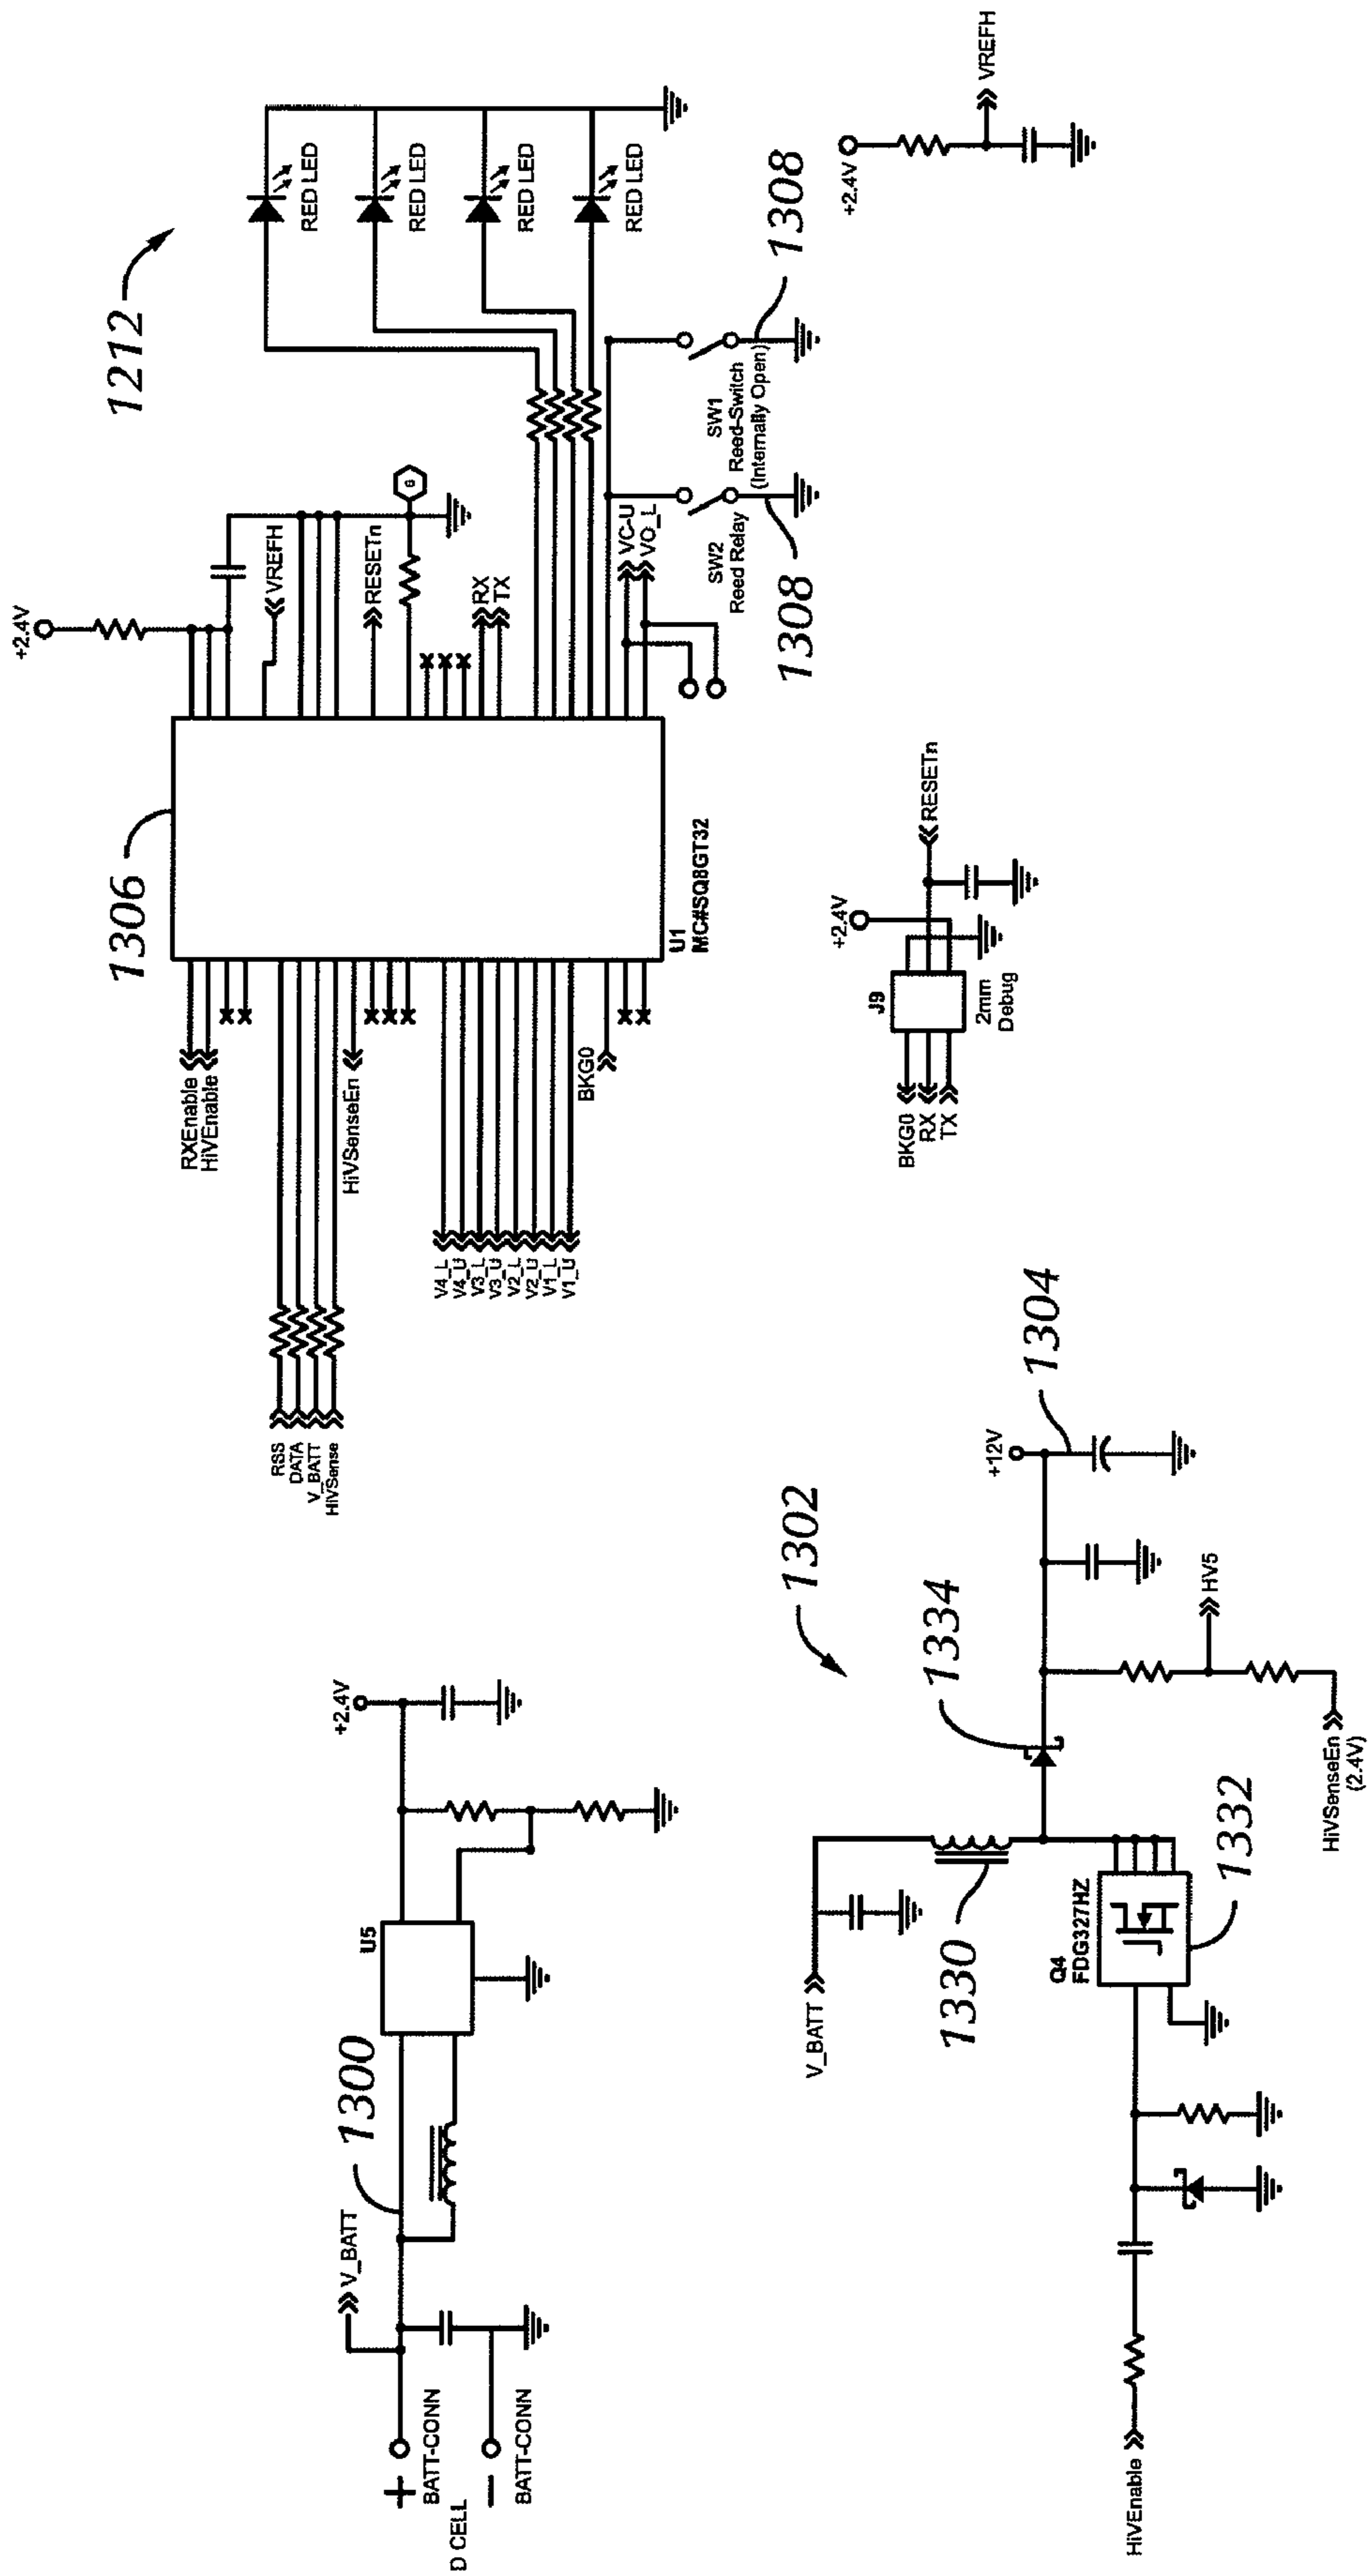 1212
+2.4V
RED LED
RED LED
RED LED
RED LED
VREFH
RESETn
G
RX
TX
VC-U
VO_L
SW1
Reed-Switch
(Internally Open)
SW2
Reed Relay
1308
1308
+2.4V
VREFH
1306
U1
MC#SQ8GT32
RXEnable
HiVEnable
RSS
DATA
V_BATT
HiVSense
HiVSenseEn
V4_L
V4_U
V3_L
V3_U
V2_L
V2_U
V1_L
V1_U
BKG0
J9
2mm
Debug
BKG0
RX
TX
+2.4V
RESETn
1300
V_BATT
+
BATT-CONN
D CELL
–
BATT-CONN
U5
+2.4V
1302
1304
+12V
1334
HV5
HiVSenseEn
(2.4V)
V_BATT
1330
Q4
FDG327HZ
1332
HiVEnable